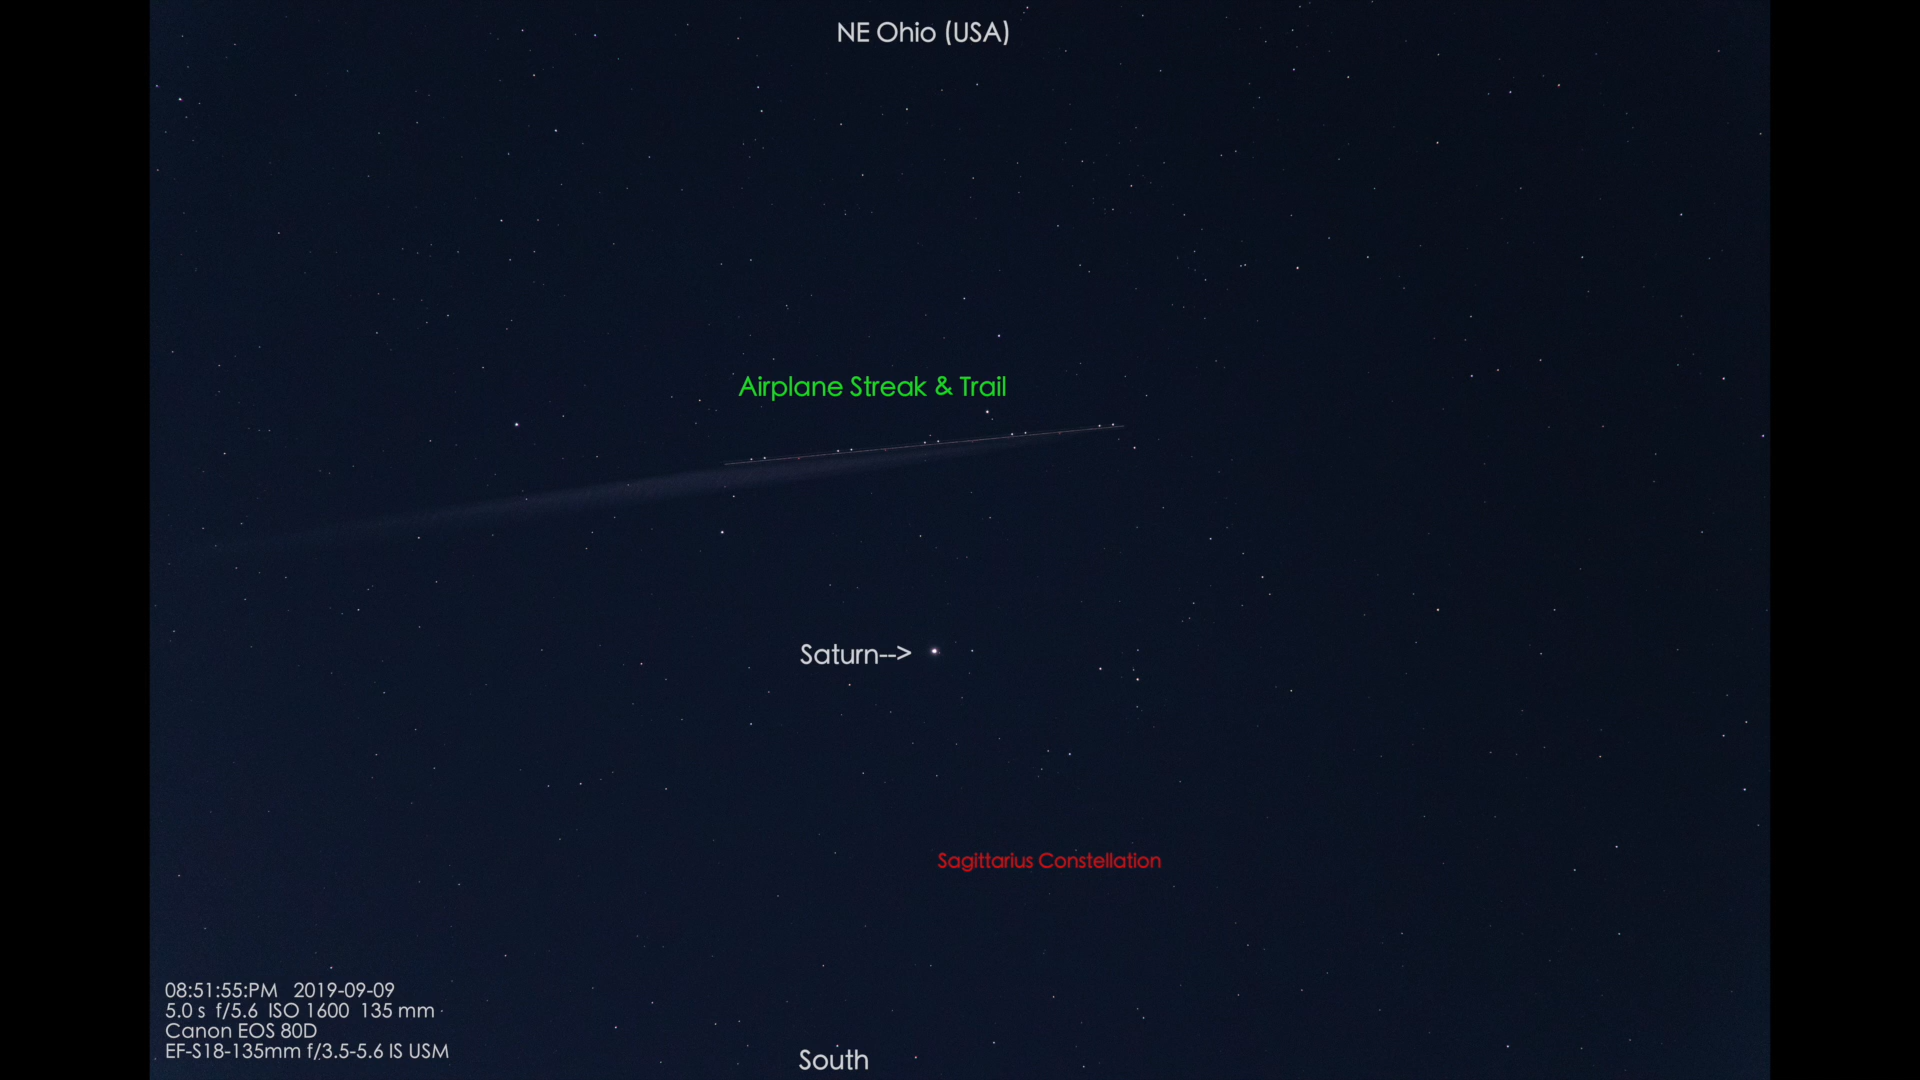 NE Ohio (USA)
Airplane Streak & Trail
Saturn-->
Sagittarius Constellation
08:51:55:PM 2019-09-09
5.0 s f/5.6 ISO 1600 135 mm
Canon EOS 80D
EF-S18-135mm f/3.5-5.6 IS USM
South